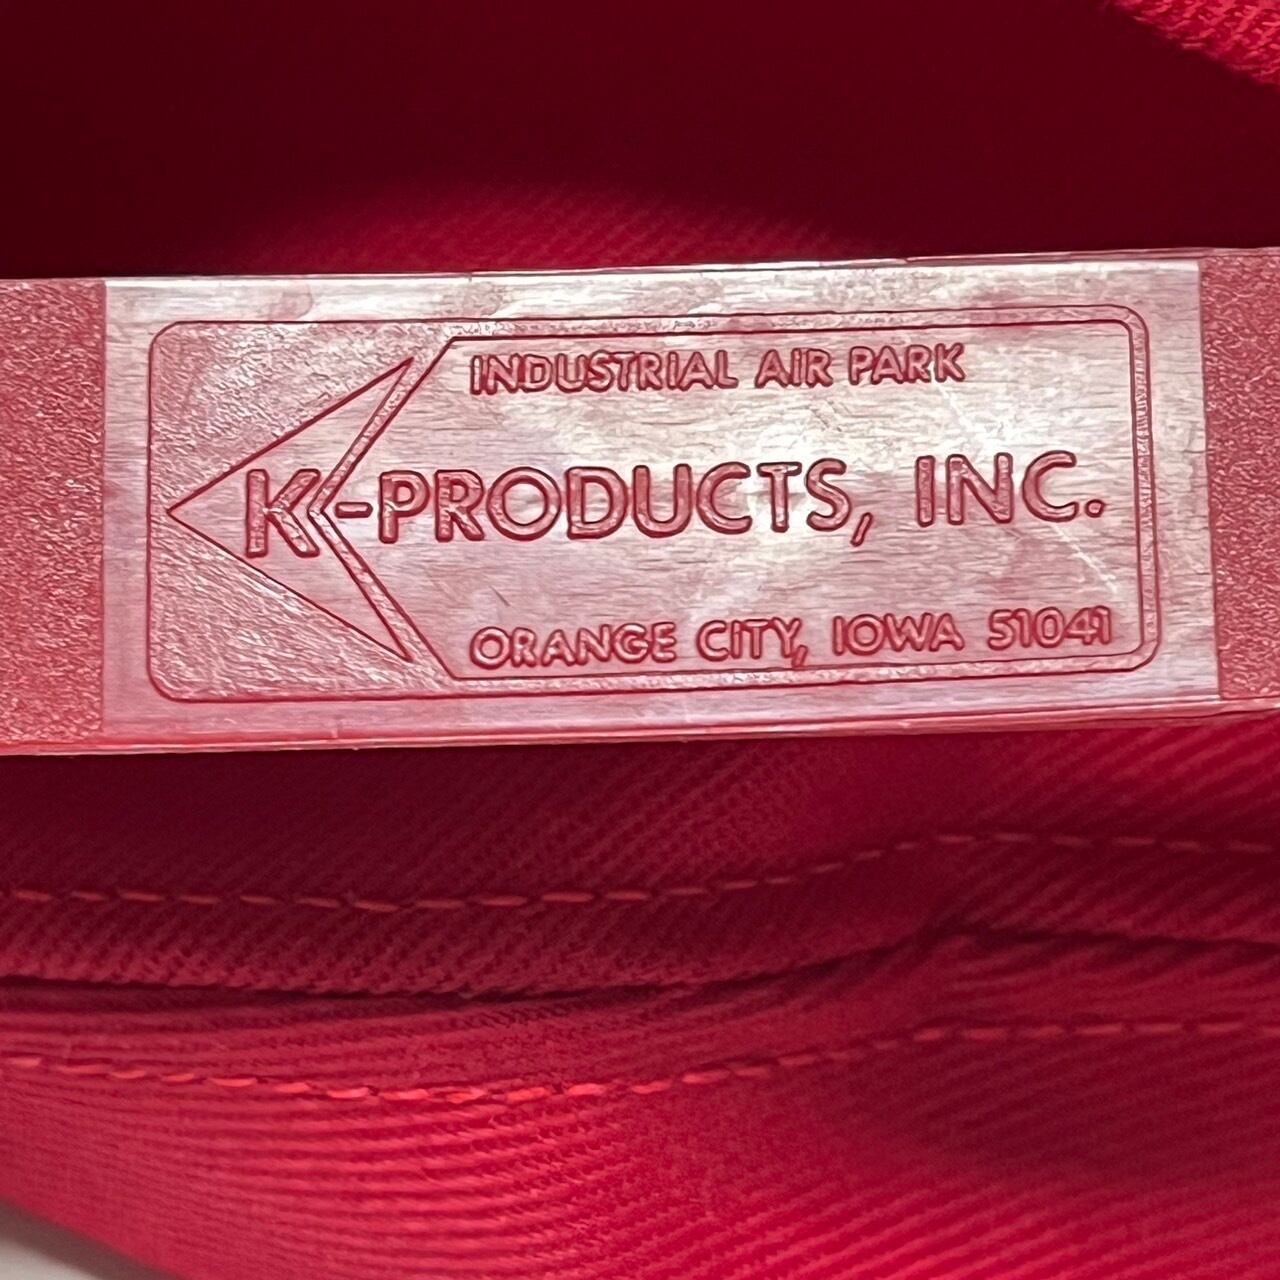 INDUSTRIAL AIR PARK
K-PRODUCTS, INC.
ORANGE CITY, IOWA 51041